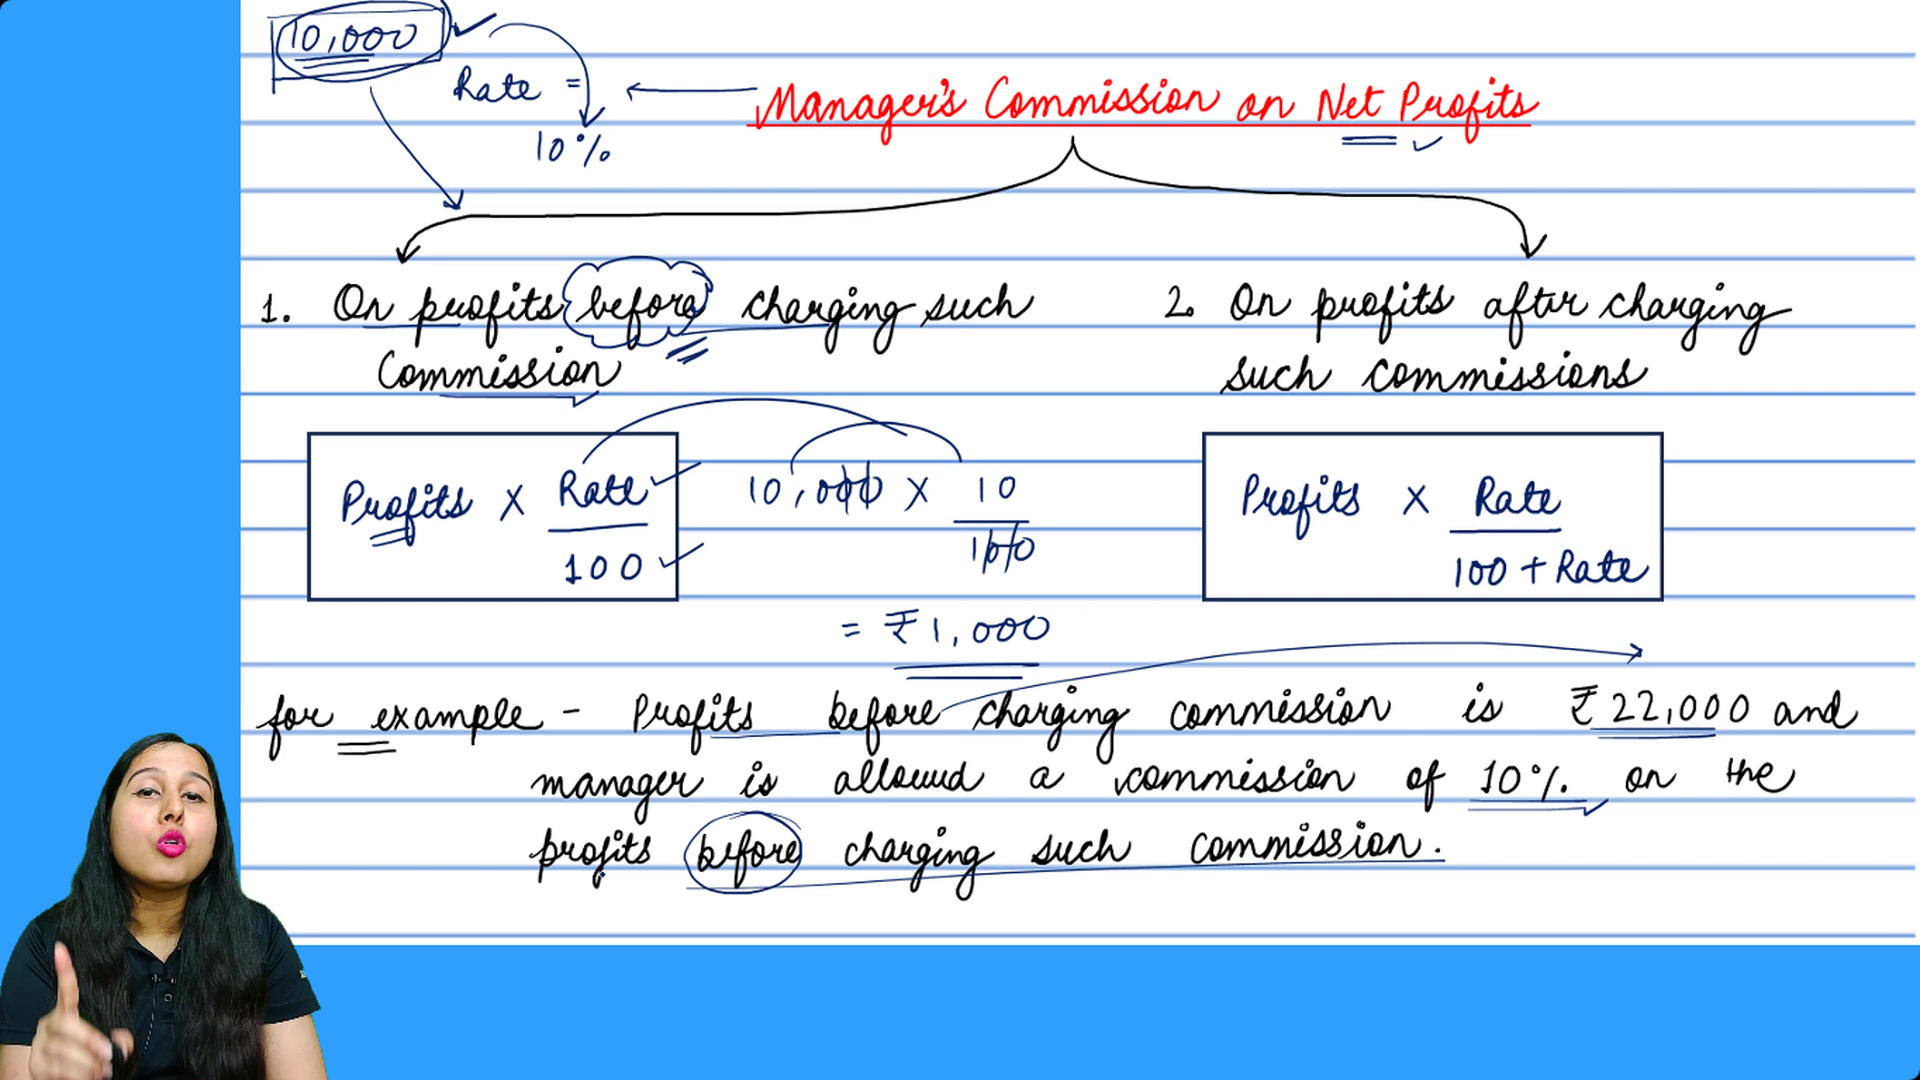 10,000
Rate =
10%
Manager's Commission on Net Profits
1. On profits before charging such
Commission
2. On profits after charging
such commissions
Profits X Rate
100
10,000 X 10
100
= ₹1,000
Profits X Rate
100 + Rate
for example - Profits before charging commission is ₹22,000 and
manager is allowed a commission of 10%. on the
profits before charging such commission.